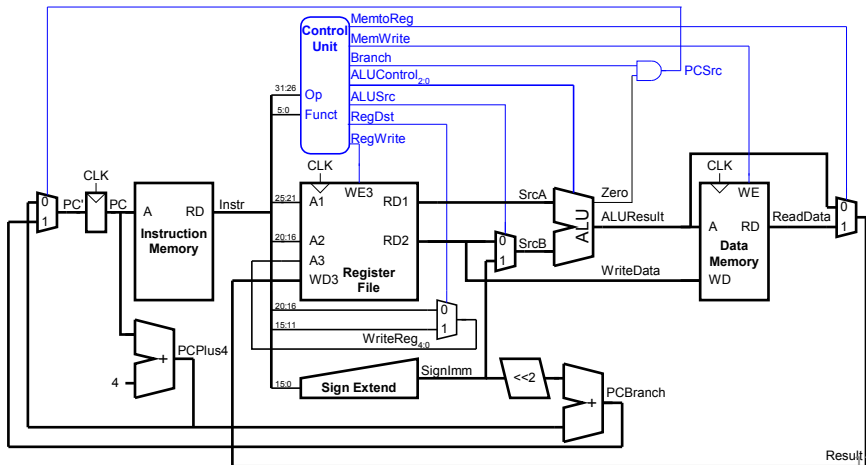 MemtoReg
Control
Unit
MemWrite
Branch
ALUControl2:0
PCSrc
31:26
Op
ALUSrc
5:0
Funct
RegDst
RegWrite
CLK
CLK
CLK
0
1
PC'
PC
A
RD
Instruction
Memory
Instr
25:21
A1
WE3
RD1
20:16
A2
RD2
A3
WD3
Register
File
SrcA
0
1
SrcB
ALU
Zero
ALUResult
WE
A
RD
Data
Memory
WD
ReadData
0
1
WriteData
20:16
0
15:11
1
WriteReg4:0
PCPlus4
+
4
15:0
Sign Extend
SignImm
<<2
+
PCBranch
Result